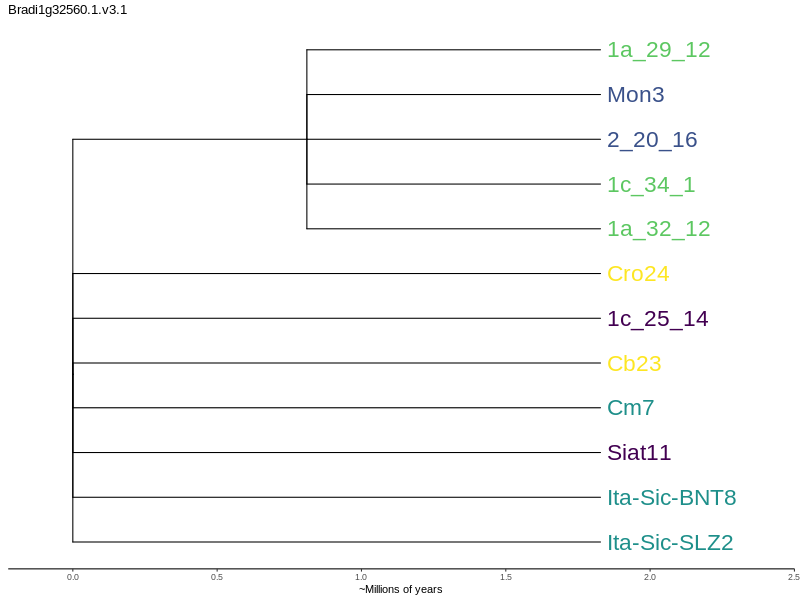 Bradi1g32560.1.v3.1
1a_29_12
Mon3
2_20_16
1c_34_1
1a_32_12
Cro24
1c_25_14
Cb23
Cm7
Siat11
Ita-Sic-BNT8
Ita-Sic-SLZ2
0.0 0.5 1.0 1.5 2.0 2.5
~Millions of years